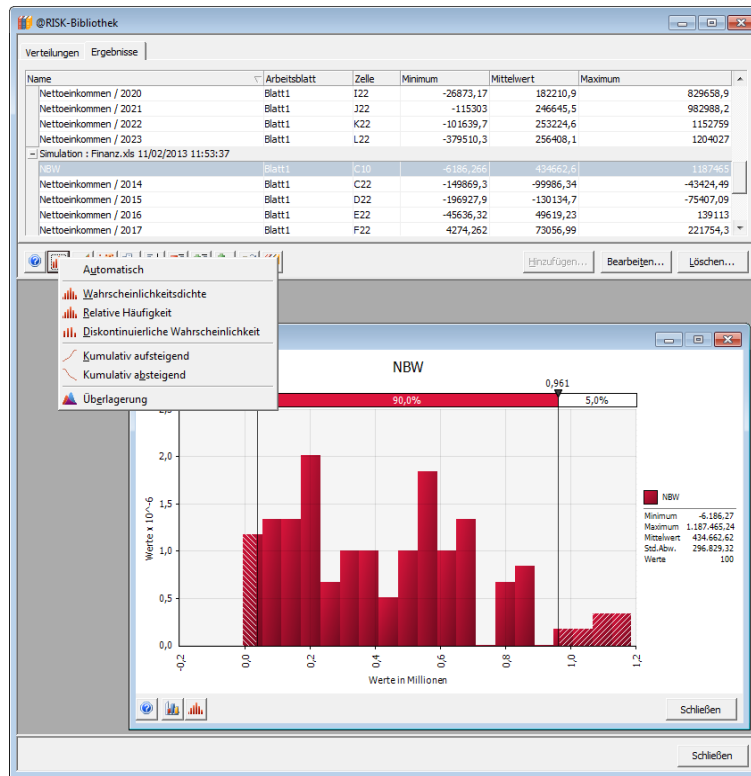 @RISK-Bibliothek
Verteilungen Ergebnisse
Name Arbeitsblatt Zelle Minimum Mittelwert Maximum
Nettoeinkommen / 2020 Blatt1 I22 -26873,17 182210,9 829658,9
Nettoeinkommen / 2021 Blatt1 J22 -115303 246645,5 982988,2
Nettoeinkommen / 2022 Blatt1 K22 -101639,7 253224,6 1152759
Nettoeinkommen / 2023 Blatt1 L22 -379510,3 256408,1 1204027
Simulation : Finanz.xls 11/02/2013 11:53:37
NBW Blatt1 C10 -6186,266 434662,6 1187465
Nettoeinkommen / 2014 Blatt1 C22 -149869,3 -99986,34 -43424,49
Nettoeinkommen / 2015 Blatt1 D22 -196927,9 -130134,7 -75407,09
Nettoeinkommen / 2016 Blatt1 E22 -45636,32 49619,23 139113
Nettoeinkommen / 2017 Blatt1 F22 4274,262 73056,99 221754,3
Hinzufügen... Bearbeiten... Löschen...
Automatisch
Wahrscheinlichkeitsdichte
Relative Häufigkeit
Diskontinuierliche Wahrscheinlichkeit
Kumulativ aufsteigend
Kumulativ absteigend
Überlagerung
NBW
0,961
90,0% 5,0%
2,0
1,5
1,0
0,5
0,0
Werte x 10^-6
-0,2 0,0 0,2 0,4 0,6 0,8 1,0 1,2
Werte in Millionen
NBW
Minimum -6.186,27
Maximum 1.187.465,24
Mittelwert 434.662,62
Std.Abw. 296.829,32
Werte 100
Schließen
Schließen